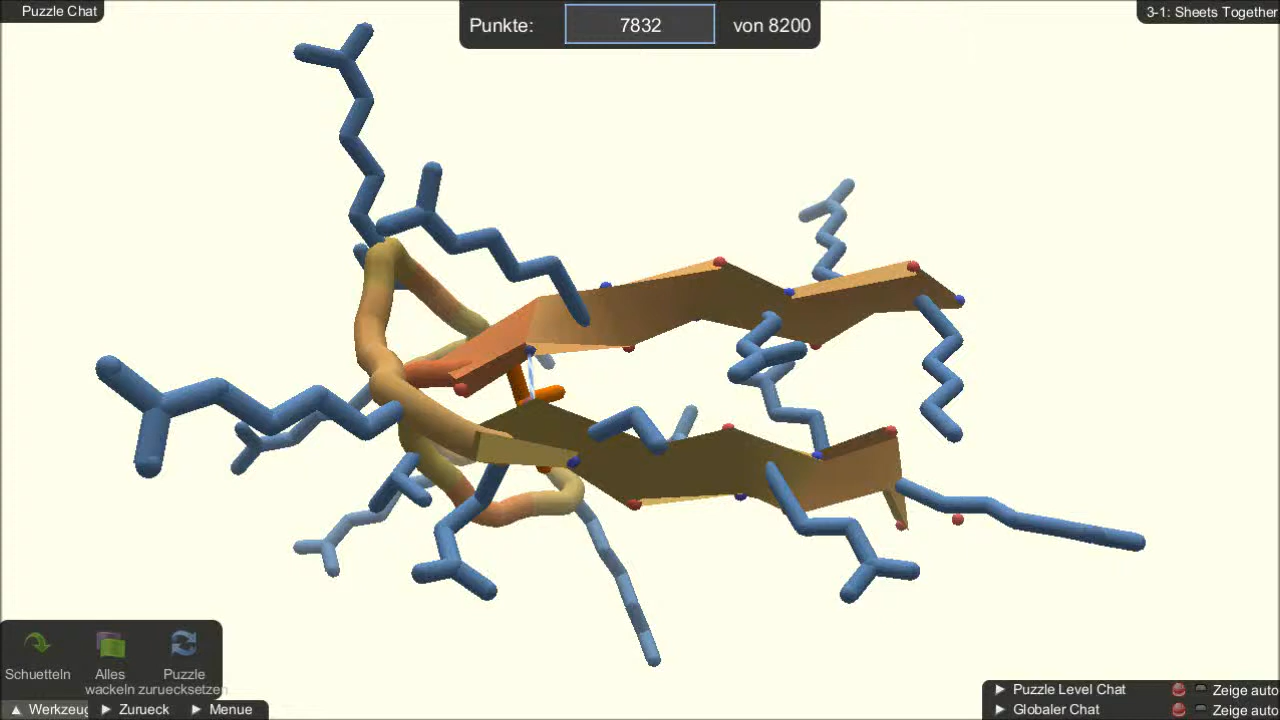 Puzzle Chat
Punkte: 7832 von 8200
3-1: Sheets Together
Schuetteln
Alles wackeln
Puzzle zuruecksetzen
Werkzeug
Zurueck
Menue
Puzzle Level Chat
Zeige auto
Globaler Chat
Zeige auto